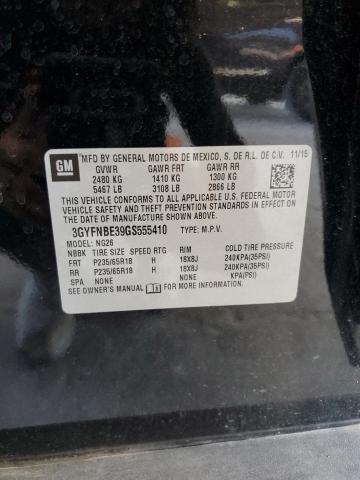 GM
MFD BY GENERAL MOTORS DE MEXICO, S. DE R.L. DE C.V. 11/15
GVWR GAWR FRT GAWR RR
2480 KG 1410 KG 1300 KG
5467 LB 3108 LB 2866 LB
THIS VEHICLE CONFORMS TO ALL APPLICABLE U.S. FEDERAL MOTOR
VEHICLE SAFETY AND THEFT PREVENTION STANDARDS IN EFFECT ON THE
DATE OF MANUFACTURE SHOWN ABOVE.
3GYFNBE39GS555410 TYPE: M.P.V.
MODEL: NG26
NBBK TIRE SIZE SPEED RTG RIM COLD TIRE PRESSURE
FRT P235/65R18 H 18X8J 240KPA(35PSI)
RR P235/65R18 H 18X8J 240KPA(35PSI)
SPA NONE NONE NONE KPA(PSI)
SEE OWNERS MANUAL FOR ADDITIONAL INFORMATION.